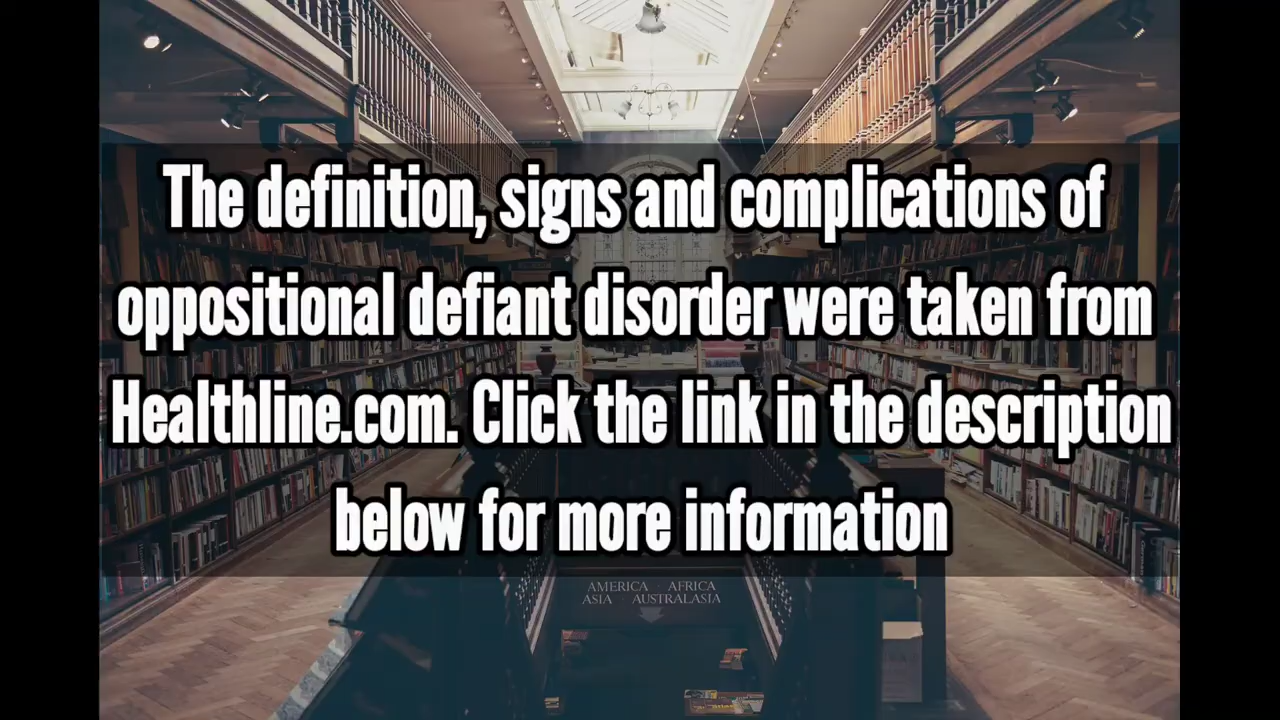 The definition, signs and complications of
oppositional defiant disorder were taken from
Healthline.com. Click the link in the description
below for more information
AMERICA · AFRICA
ASIA · AUSTRALASIA